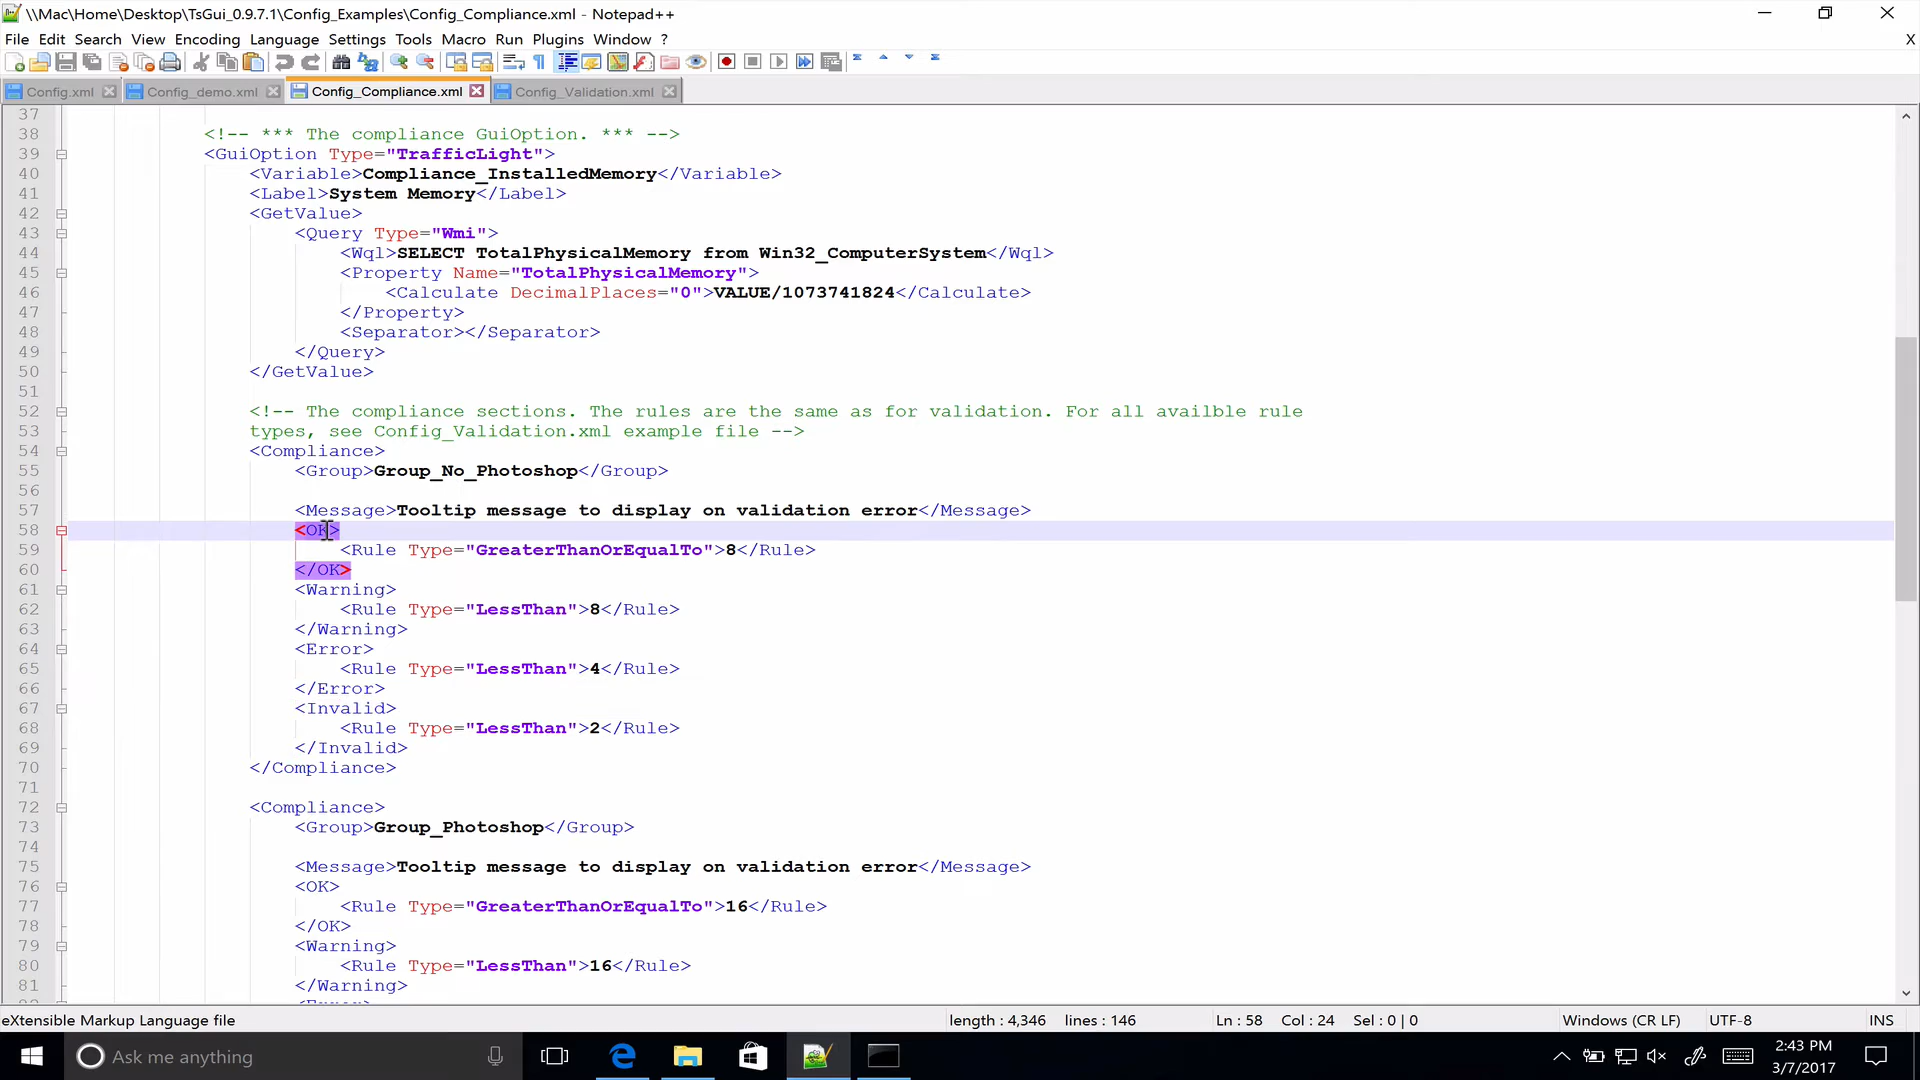 \\Mac\Home\Desktop\TsGui_0.9.7.1\Config_Examples\Config_Compliance.xml - Notepad++
File Edit Search View Encoding Language Settings Tools Macro Run Plugins Window ? X
Config.xml Config_demo.xml Config_Compliance.xml Config_Validation.xml
37
38 <!-- *** The compliance GuiOption. *** -->
39 <GuiOption Type="TrafficLight">
40 <Variable>Compliance_InstalledMemory</Variable>
41 <Label>System Memory</Label>
42 <GetValue>
43 <Query Type="Wmi">
44 <Wql>SELECT TotalPhysicalMemory from Win32_ComputerSystem</Wql>
45 <Property Name="TotalPhysicalMemory">
46 <Calculate DecimalPlaces="0">VALUE/1073741824</Calculate>
47 </Property>
48 <Separator></Separator>
49 </Query>
50 </GetValue>
51
52 <!-- The compliance sections. The rules are the same as for validation. For all availble rule
53 types, see Config_Validation.xml example file -->
54 <Compliance>
55 <Group>Group_No_Photoshop</Group>
56
57 <Message>Tooltip message to display on validation error</Message>
58 <OK>
59 <Rule Type="GreaterThanOrEqualTo">8</Rule>
60 </OK>
61 <Warning>
62 <Rule Type="LessThan">8</Rule>
63 </Warning>
64 <Error>
65 <Rule Type="LessThan">4</Rule>
66 </Error>
67 <Invalid>
68 <Rule Type="LessThan">2</Rule>
69 </Invalid>
70 </Compliance>
71
72 <Compliance>
73 <Group>Group_Photoshop</Group>
74
75 <Message>Tooltip message to display on validation error</Message>
76 <OK>
77 <Rule Type="GreaterThanOrEqualTo">16</Rule>
78 </OK>
79 <Warning>
80 <Rule Type="LessThan">16</Rule>
81 </Warning>
eXtensible Markup Language file length : 4,346 lines : 146 Ln : 58 Col : 24 Sel : 0 | 0 Windows (CR LF) UTF-8 INS
Ask me anything
2:43 PM
3/7/2017